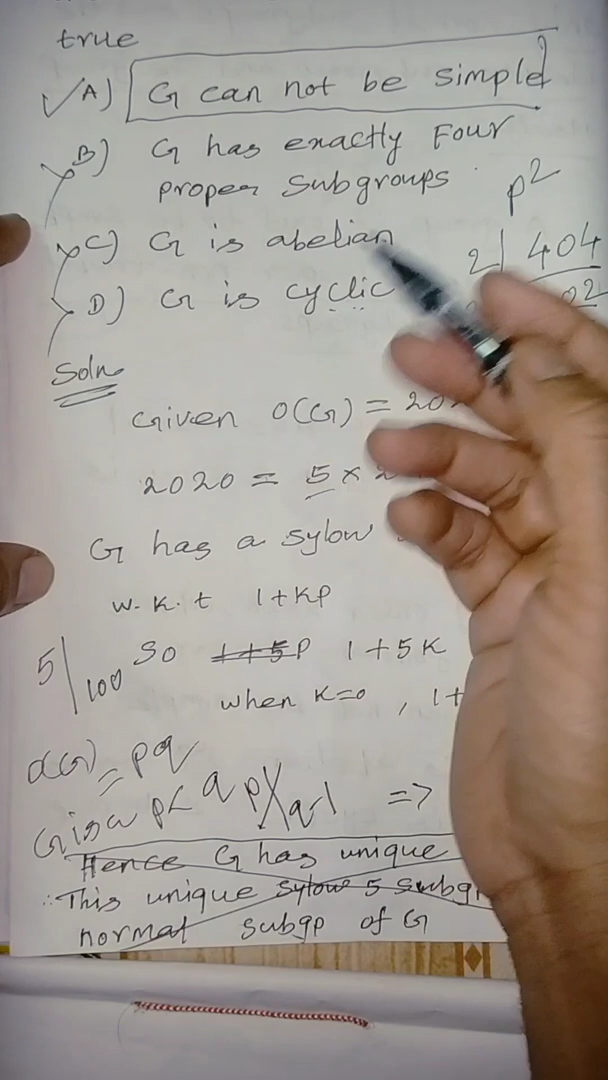 true
A) G can not be simple
B) G has exactly Four
proper subgroups
p²
C) G is abelian
2 | 404
D) G is cyclic
02
Soln
Given O(G) = 20
2020 = 5 ×
G has a sylow
w.k.t 1+kp
So 1+5P 1+5K
5 | 100
when K=0 , 1+
O(G) = pq
G is a p< q p∤q-1 =>
Hence G has unique
∴ This unique sylow 5 subg
normal subgp of G